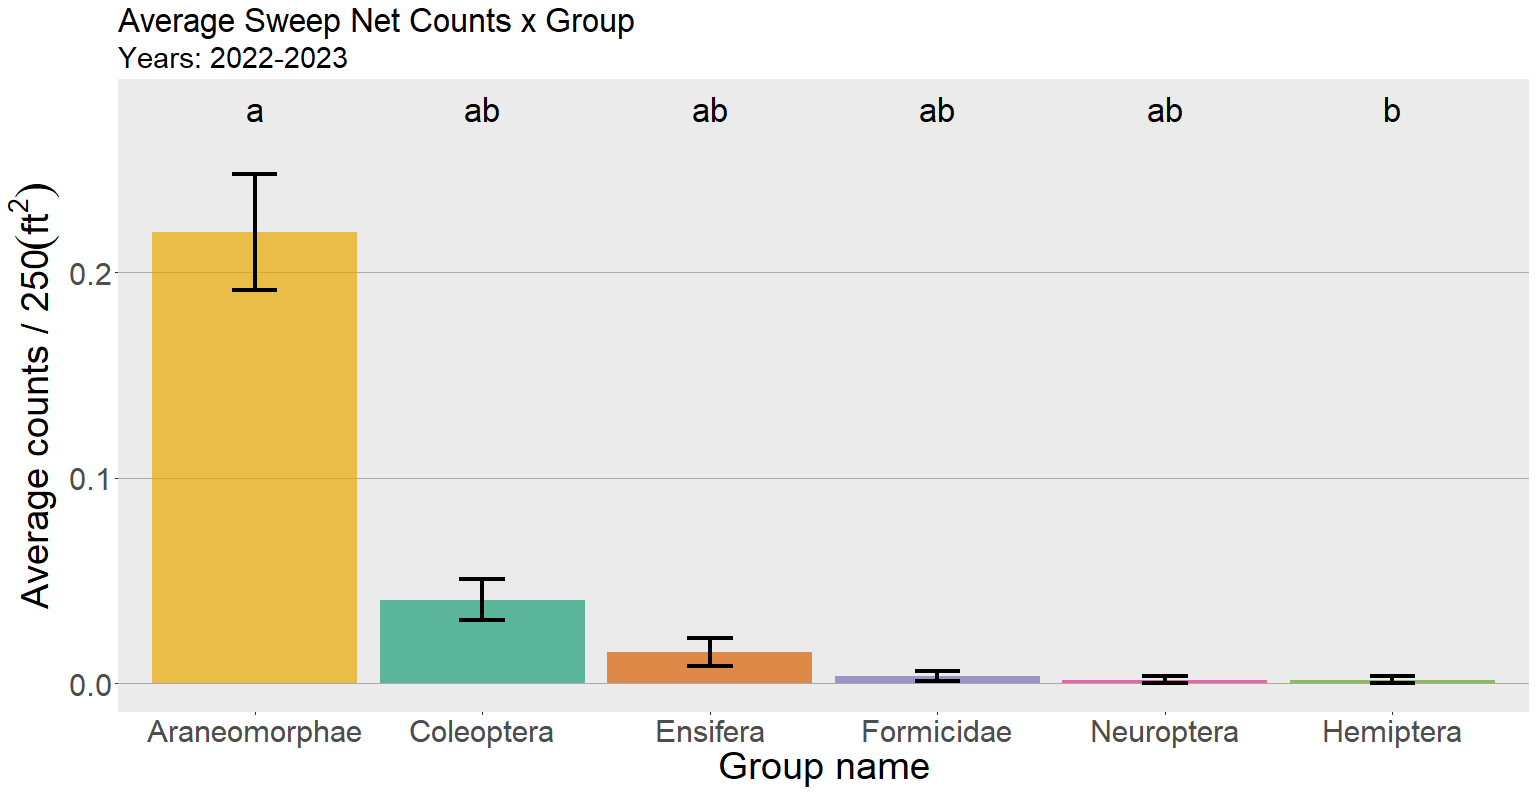 Average Sweep Net Counts x Group
Years: 2022-2023
a ab ab ab ab b
Average counts / 250(ft²)
0.2
0.1
0.0
Araneomorphae Coleoptera Ensifera Formicidae Neuroptera Hemiptera
Group name